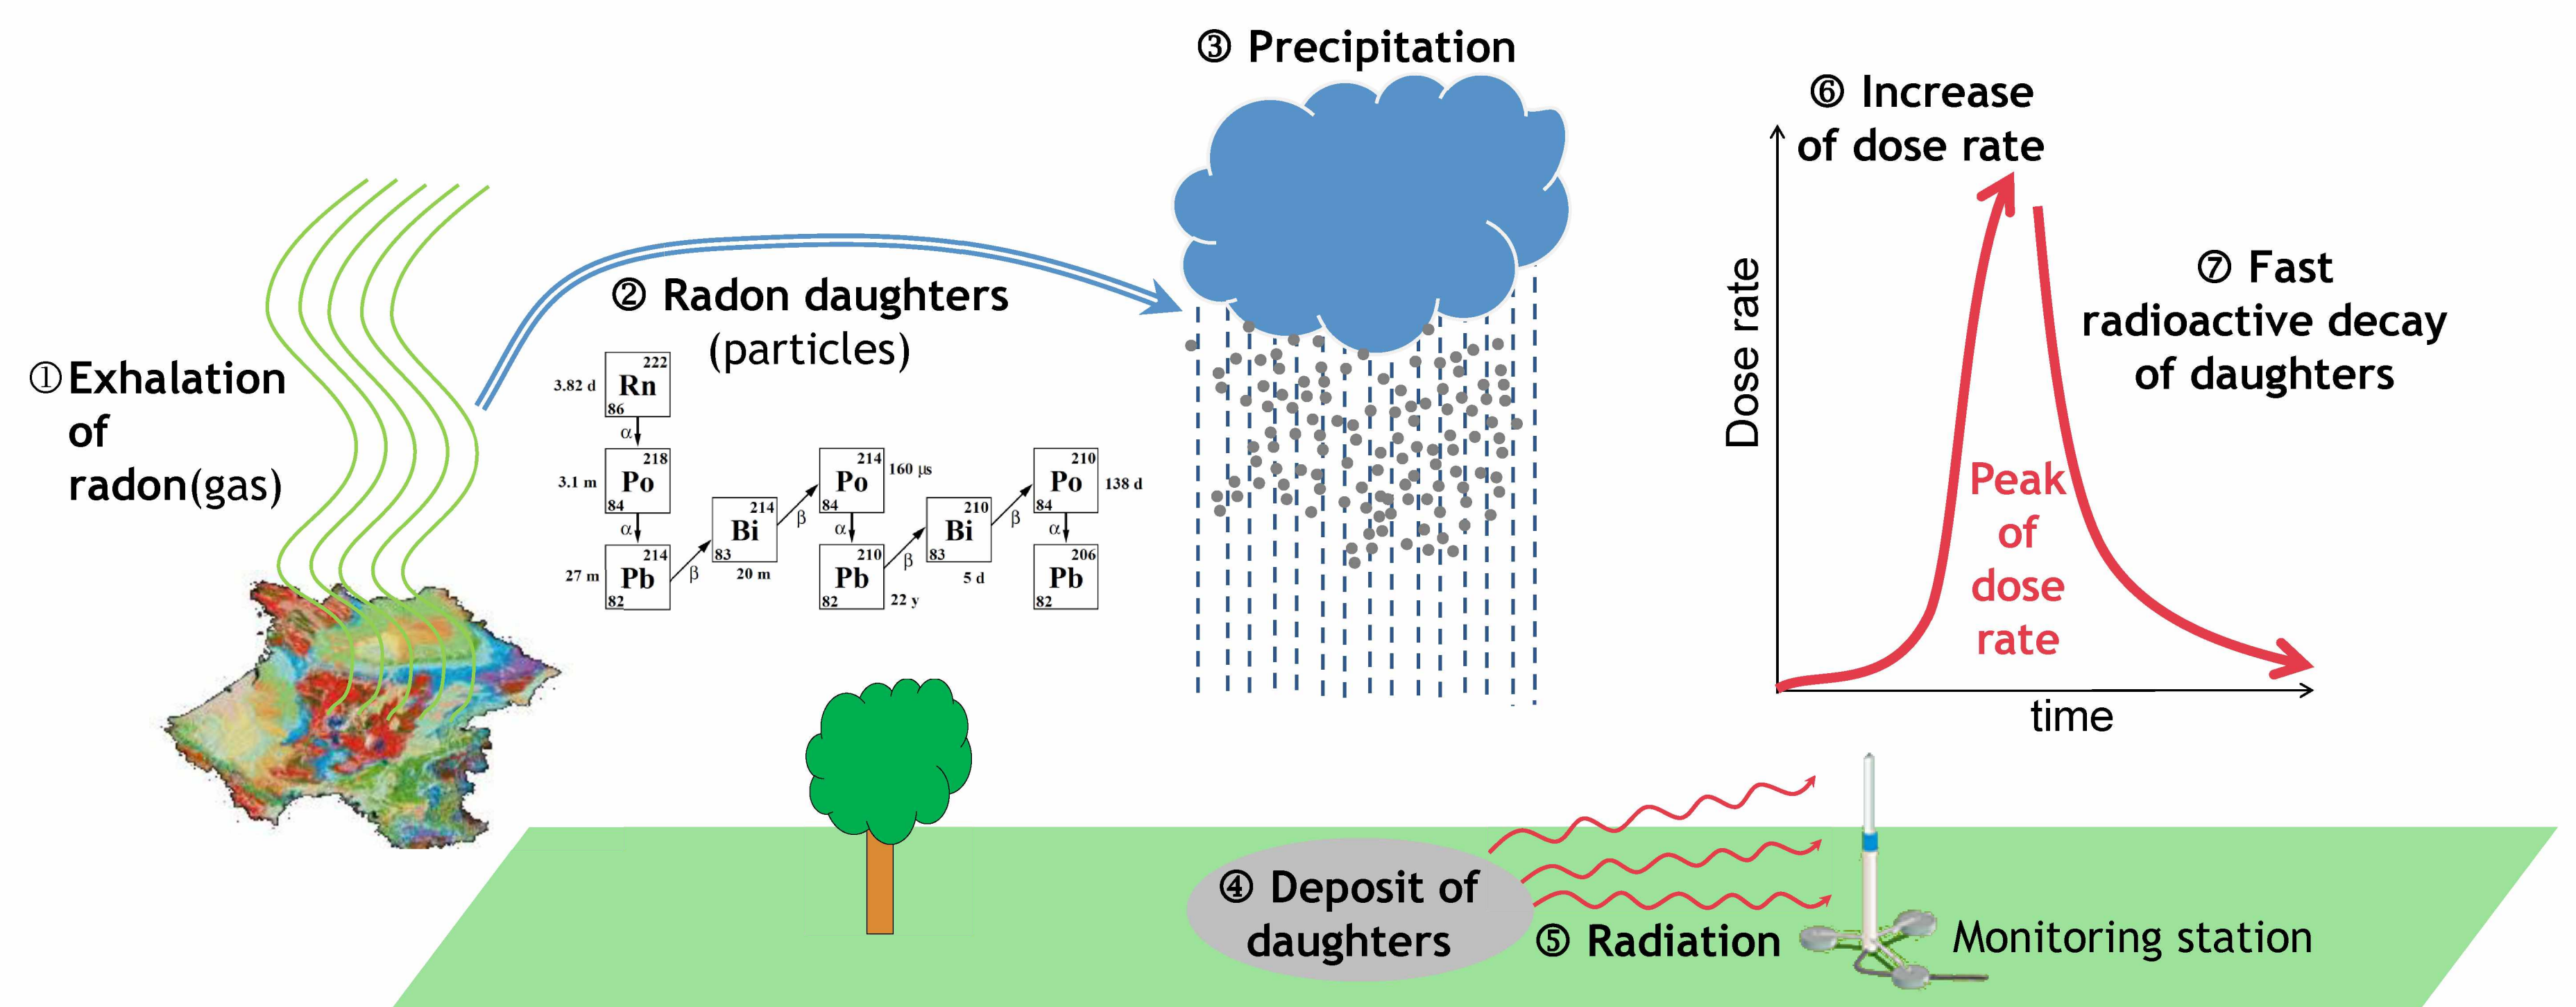 ① Exhalation
of
radon(gas)
② Radon daughters
(particles)
222
3.82 d Rn
86
α
218
3.1 m Po
84
α
214
27 m Pb
82
β
214
Bi
83
20 m
β
214
Po 160 μs
84
α
210
Pb
82
22 y
β
210
Bi
83
5 d
β
210
Po 138 d
84
α
206
Pb
82
③ Precipitation
④ Deposit of
daughters
⑤ Radiation
Monitoring station
⑥ Increase
of dose rate
Dose rate
Peak
of
dose
rate
time
⑦ Fast
radioactive decay
of daughters